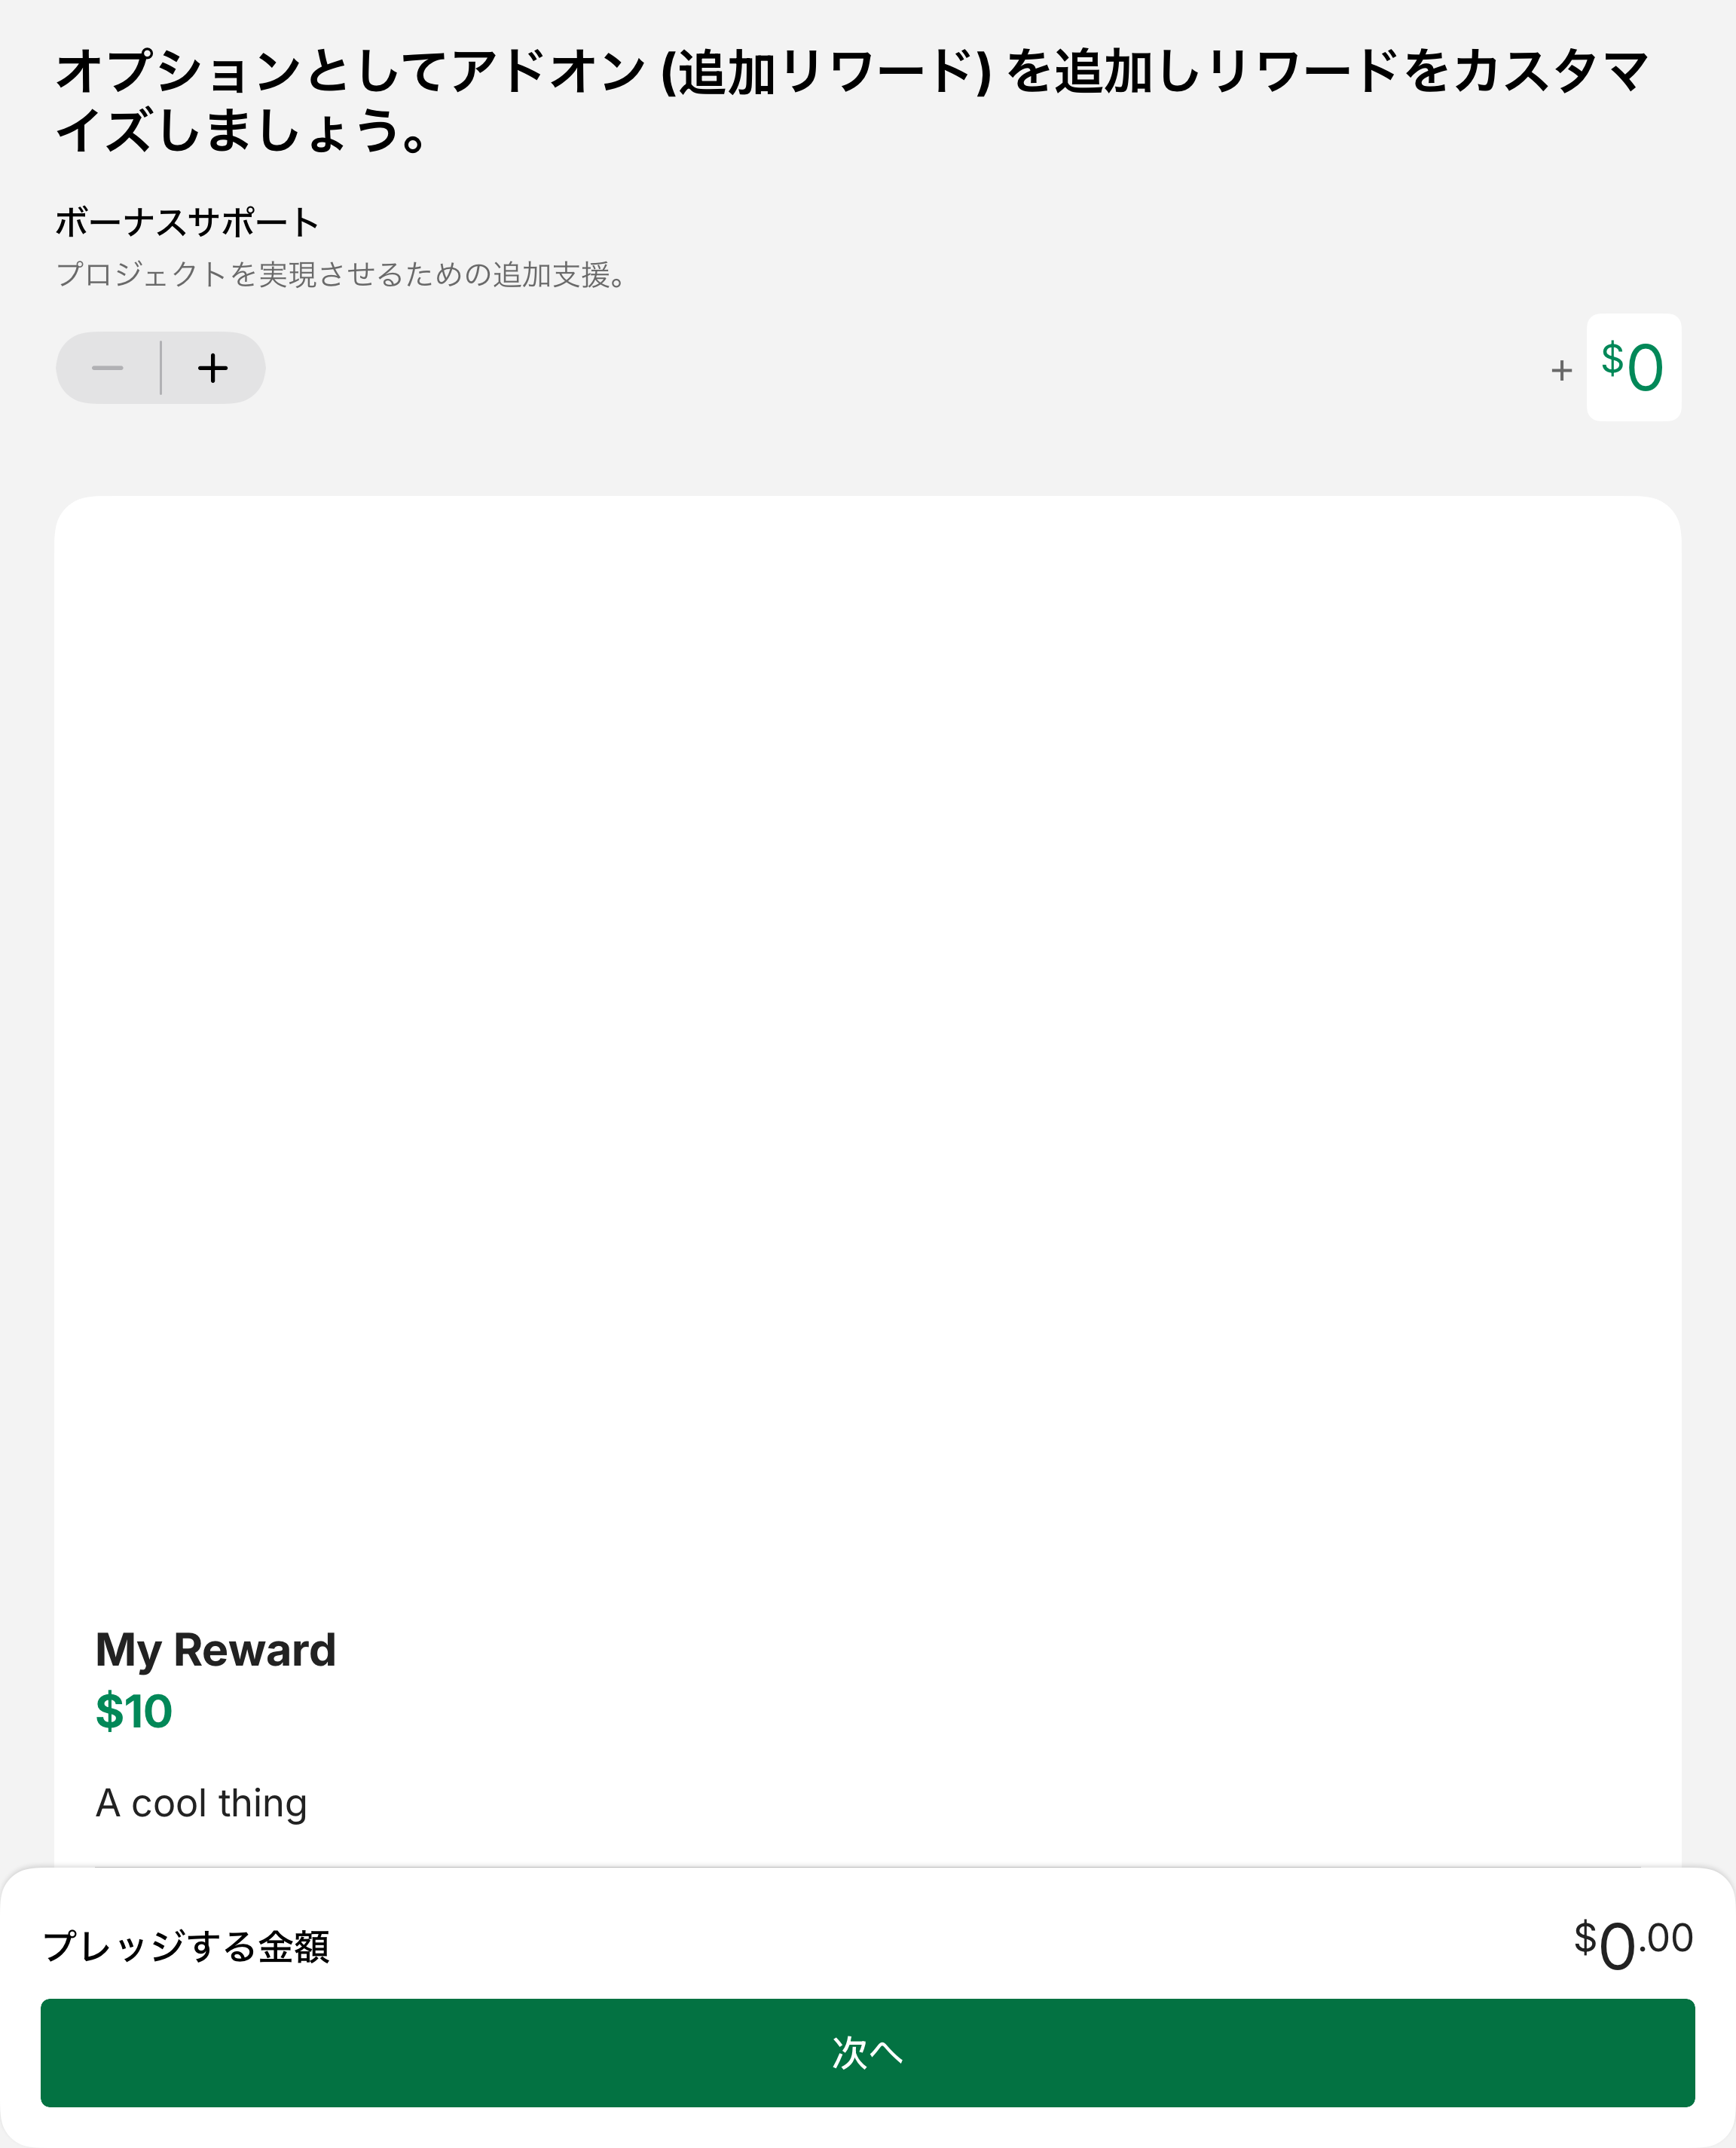 オプションとしてアドオン (追加リワード) を追加しリワードをカスタマ
イズしましょう。
ボーナスサポート
プロジェクトを実現させるための追加支援。
+ $0
My Reward
$10
A cool thing
プレッジする金額
$0.00
次へ